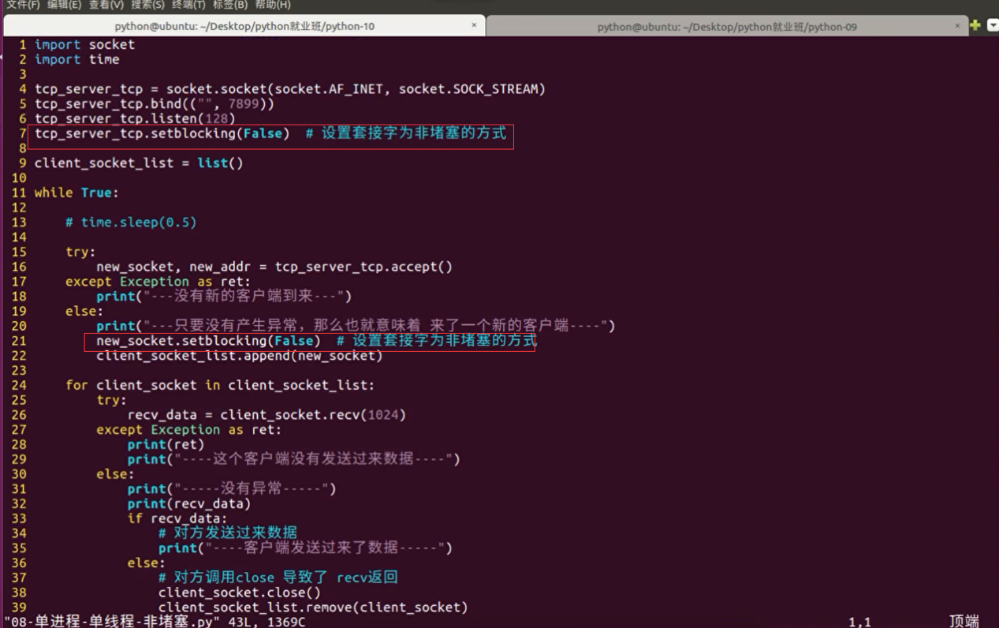 文件(F) 编辑(E) 查看(V) 搜索(S) 终端(T) 标签(B) 帮助(H)
python@ubuntu: ~/Desktop/python就业班/python-10 × python@ubuntu: ~/Desktop/python就业班/python-09 ×
1 import socket
2 import time
3
4 tcp_server_tcp = socket.socket(socket.AF_INET, socket.SOCK_STREAM)
5 tcp_server_tcp.bind(("", 7899))
6 tcp_server_tcp.listen(128)
7 tcp_server_tcp.setblocking(False)  # 设置套接字为非堵塞的方式
8
9 client_socket_list = list()
10
11 while True:
12
13     # time.sleep(0.5)
14
15     try:
16         new_socket, new_addr = tcp_server_tcp.accept()
17     except Exception as ret:
18         print("---没有新的客户端到来---")
19     else:
20         print("---只要没有产生异常，那么也就意味着 来了一个新的客户端----")
21         new_socket.setblocking(False)  # 设置套接字为非堵塞的方式
22         client_socket_list.append(new_socket)
23
24     for client_socket in client_socket_list:
25         try:
26             recv_data = client_socket.recv(1024)
27         except Exception as ret:
28             print(ret)
29             print("----这个客户端没有发送过来数据----")
30         else:
31             print("-----没有异常-----")
32             print(recv_data)
33             if recv_data:
34                 # 对方发送过来数据
35                 print("----客户端发送过来了数据-----")
36             else:
37                 # 对方调用close 导致了 recv返回
38                 client_socket.close()
39                 client_socket_list.remove(client_socket)
"08-单进程-单线程-非堵塞.py" 43L, 1369C 1,1 顶端